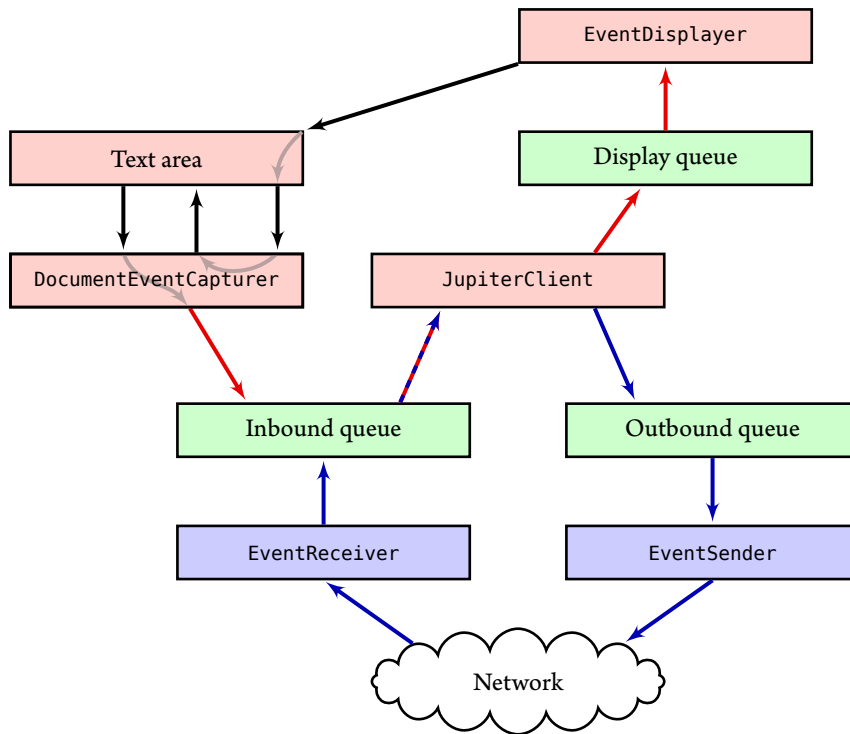 EventDisplayer
Text area
Display queue
DocumentEventCapturer
JupiterClient
Inbound queue
Outbound queue
EventReceiver
EventSender
Network